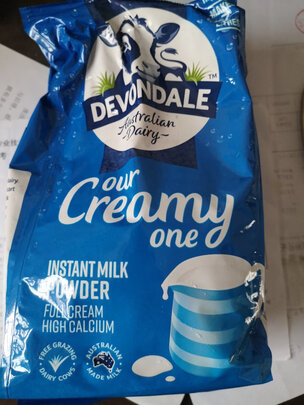 DEVONDALE
TM
Australian
Dairy
our
Creamy
one
INSTANT MILK
POWDER
FULL CREAM
HIGH CALCIUM
FREE GRAZING
DAIRY COWS
AUSTRALIAN
MADE MILK